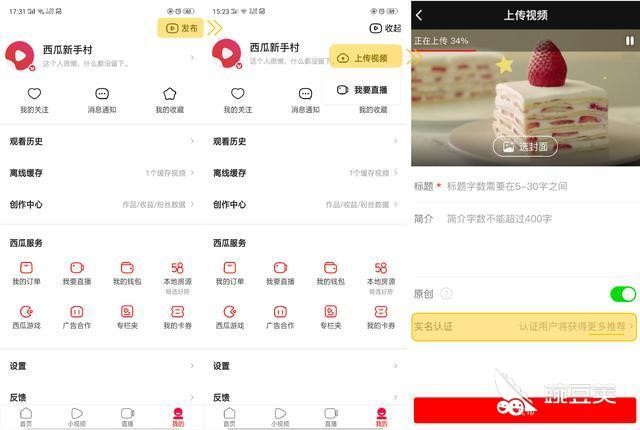 17:31
发布
西瓜新手村
这个人很懒，什么都没留下。
我的关注
消息通知
我的收藏
观看历史
离线缓存
1个缓存视频
创作中心
作品/收益/粉丝数据
西瓜服务
我的订单
我要直播
我的钱包
58
本地房源
精选好房
西瓜游戏
广告合作
专栏夹
我的卡券
设置
反馈
首页
小视频
直播
我的
15:23
收起
西瓜新手村
这个人很懒，什么都没留下。
上传视频
我要直播
我的关注
消息通知
我的收藏
观看历史
离线缓存
1个缓存视频
创作中心
作品/收益/粉丝数据
西瓜服务
我的订单
我要直播
我的钱包
58
本地房源
精选好房
西瓜游戏
广告合作
专栏夹
我的卡券
设置
反馈
首页
小视频
直播
我的
上传视频
正在上传 34%
选封面
标题 * 标题字数需要在5-30字之间
简介 简介字数不能超过400字
原创
实名认证
认证用户将获得更多推荐
豌豆荚